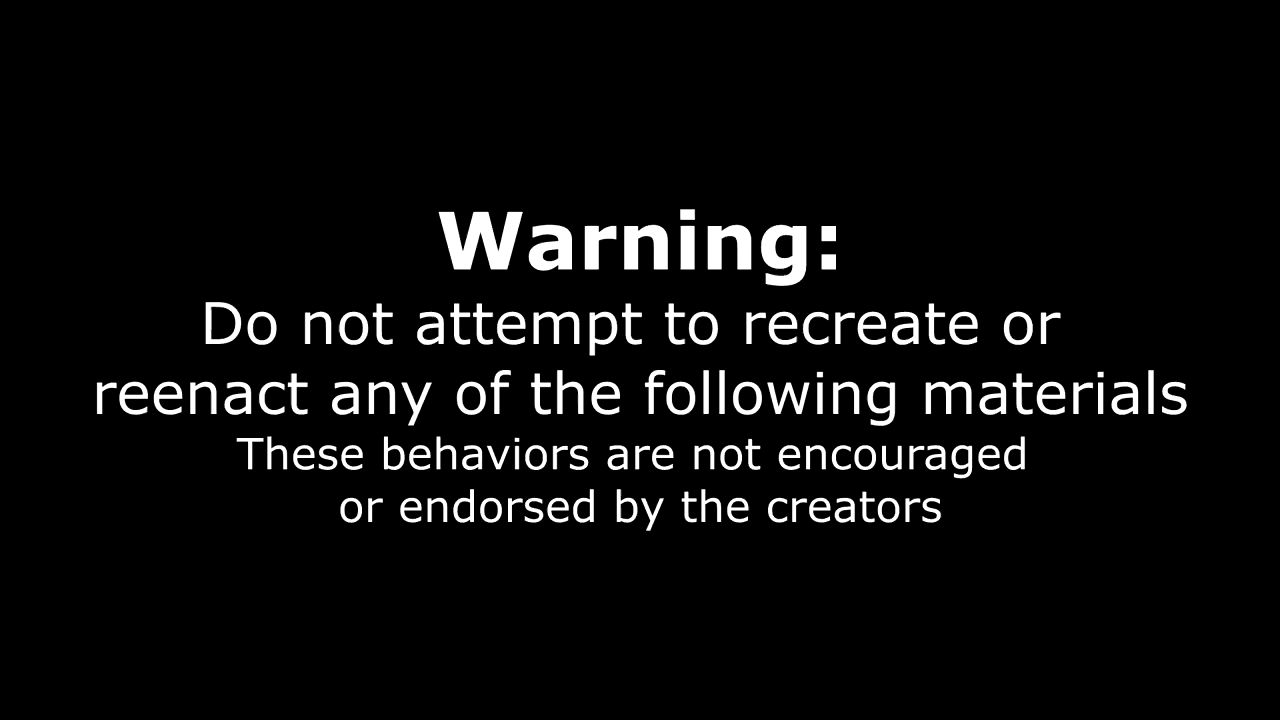 Warning:
Do not attempt to recreate or
reenact any of the following materials
These behaviors are not encouraged
or endorsed by the creators